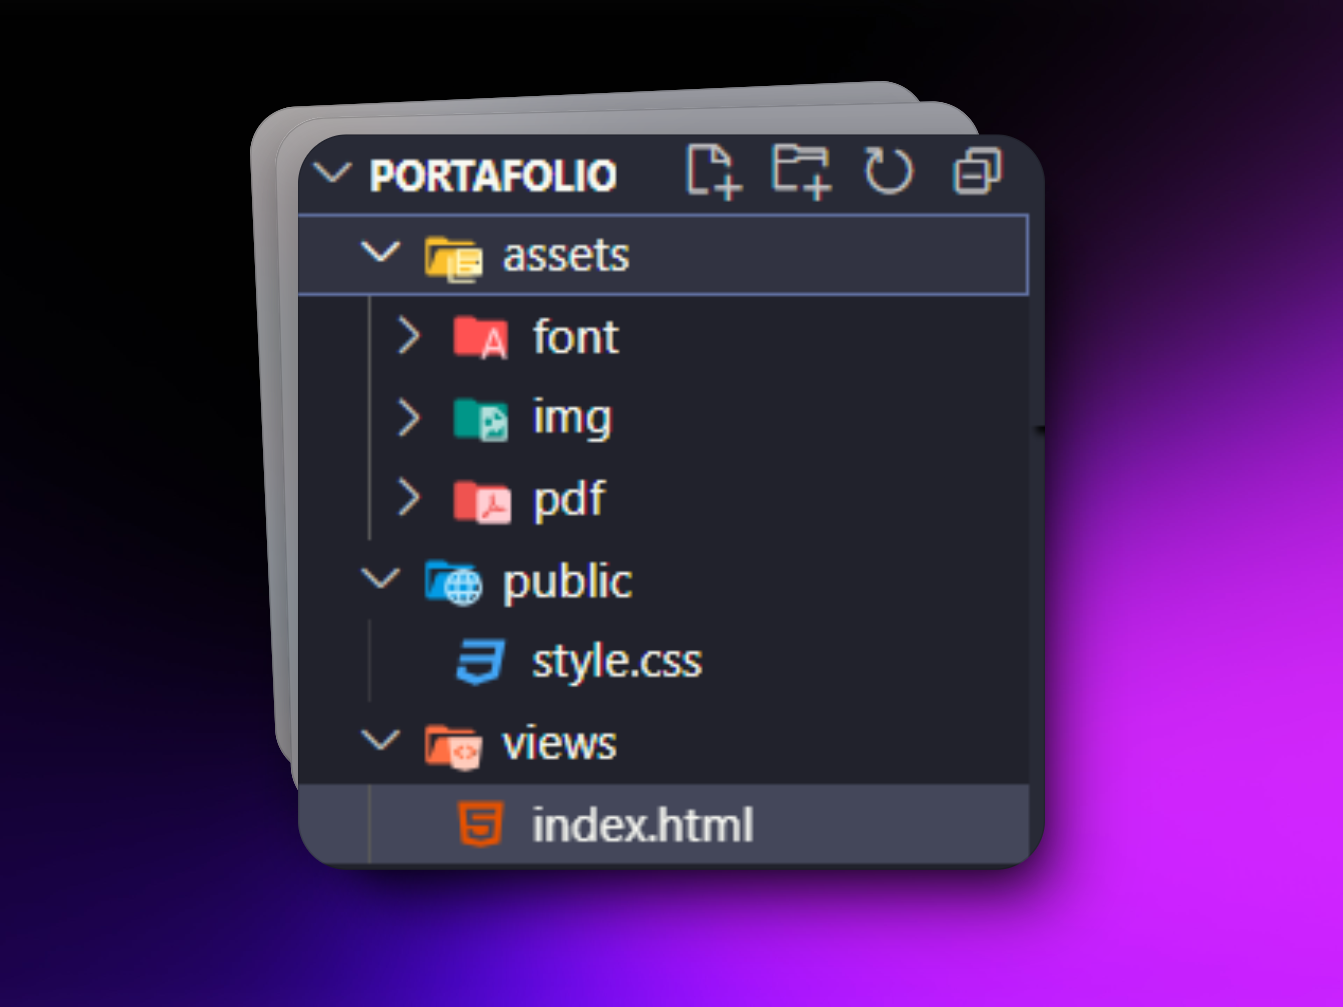 PORTAFOLIO
assets
font
img
pdf
public
style.css
views
index.html